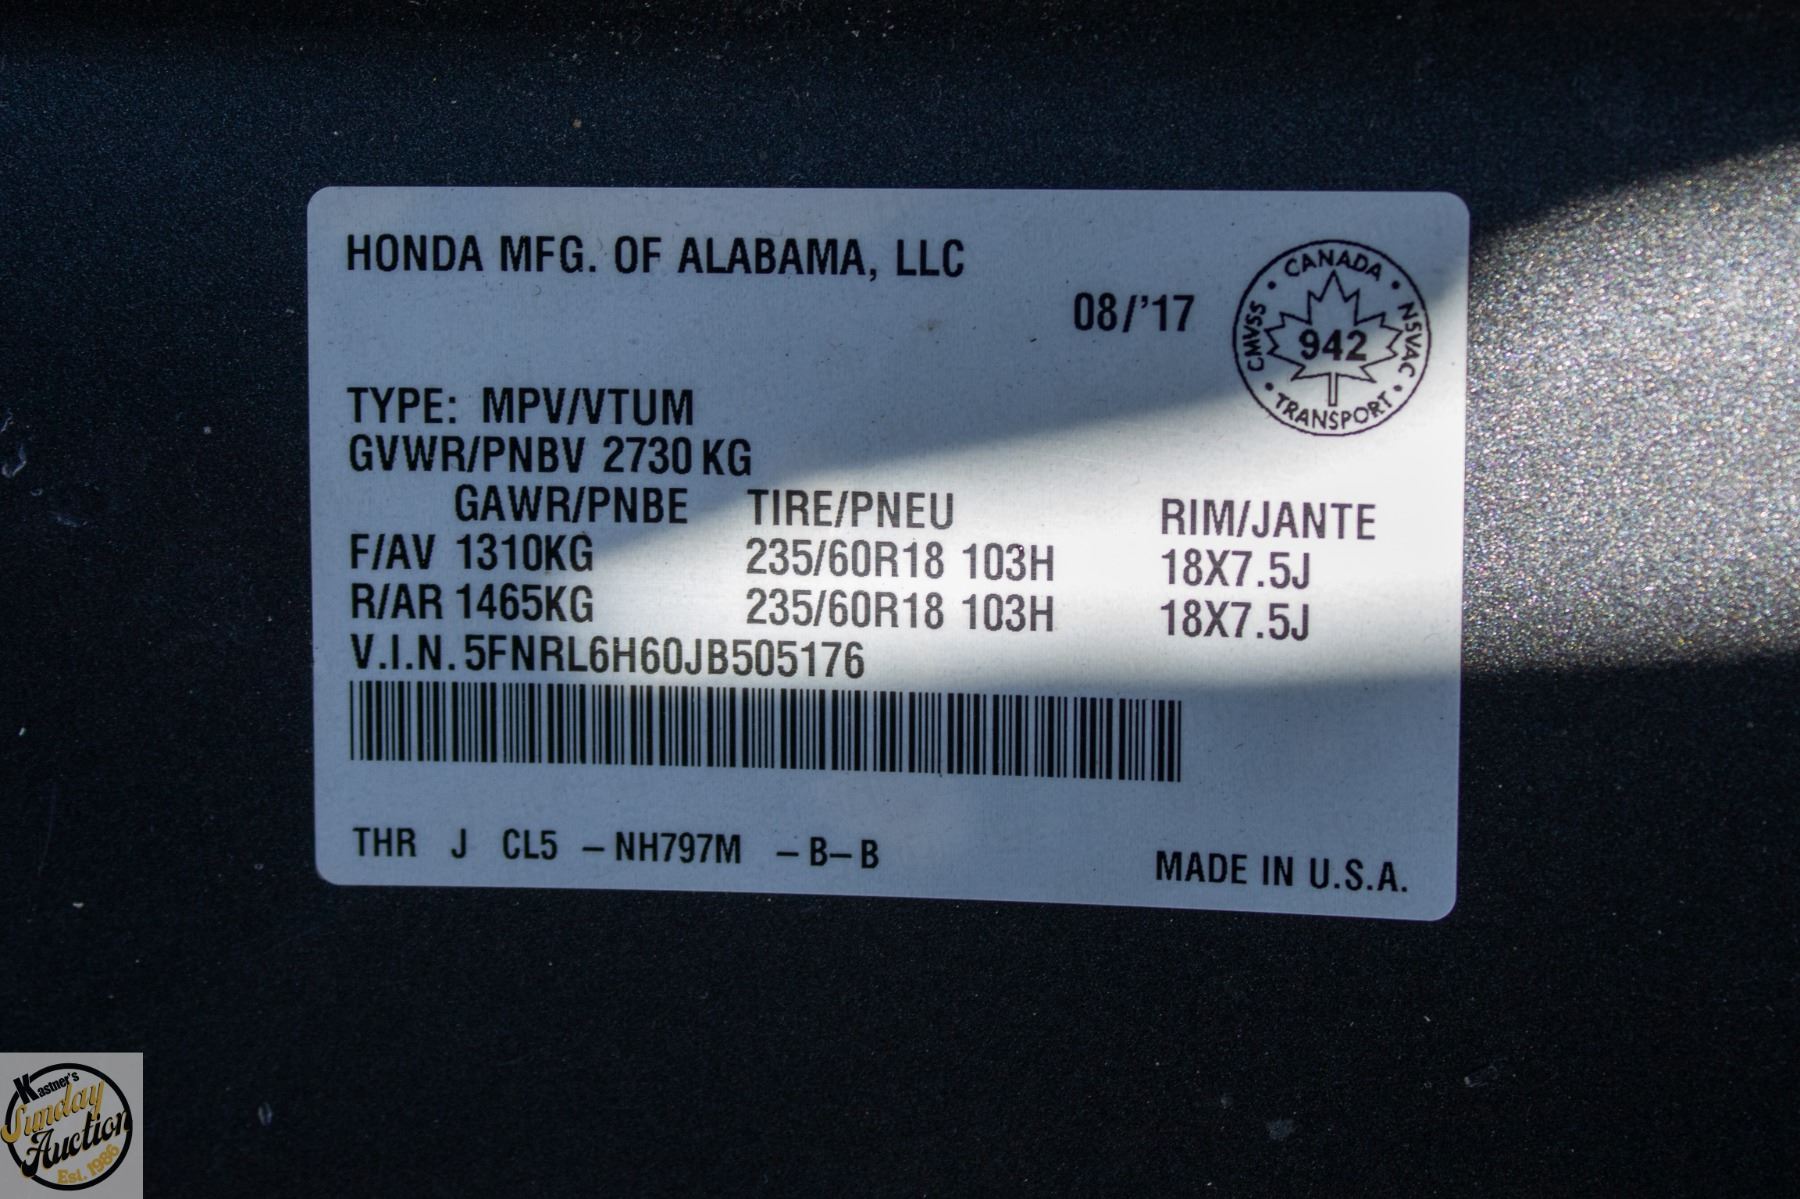 HONDA MFG. OF ALABAMA, LLC
08/'17
CANADA
CMVSS
942
NSVAC
TRANSPORT
TYPE: MPV/VTUM
GVWR/PNBV 2730 KG
GAWR/PNBE TIRE/PNEU RIM/JANTE
F/AV 1310KG 235/60R18 103H 18X7.5J
R/AR 1465KG 235/60R18 103H 18X7.5J
V.I.N. 5FNRL6H60JB505176
THR J CL5 – NH797M – B– B
MADE IN U.S.A.
Kastner's
Sunday
Auction
Est. 1986